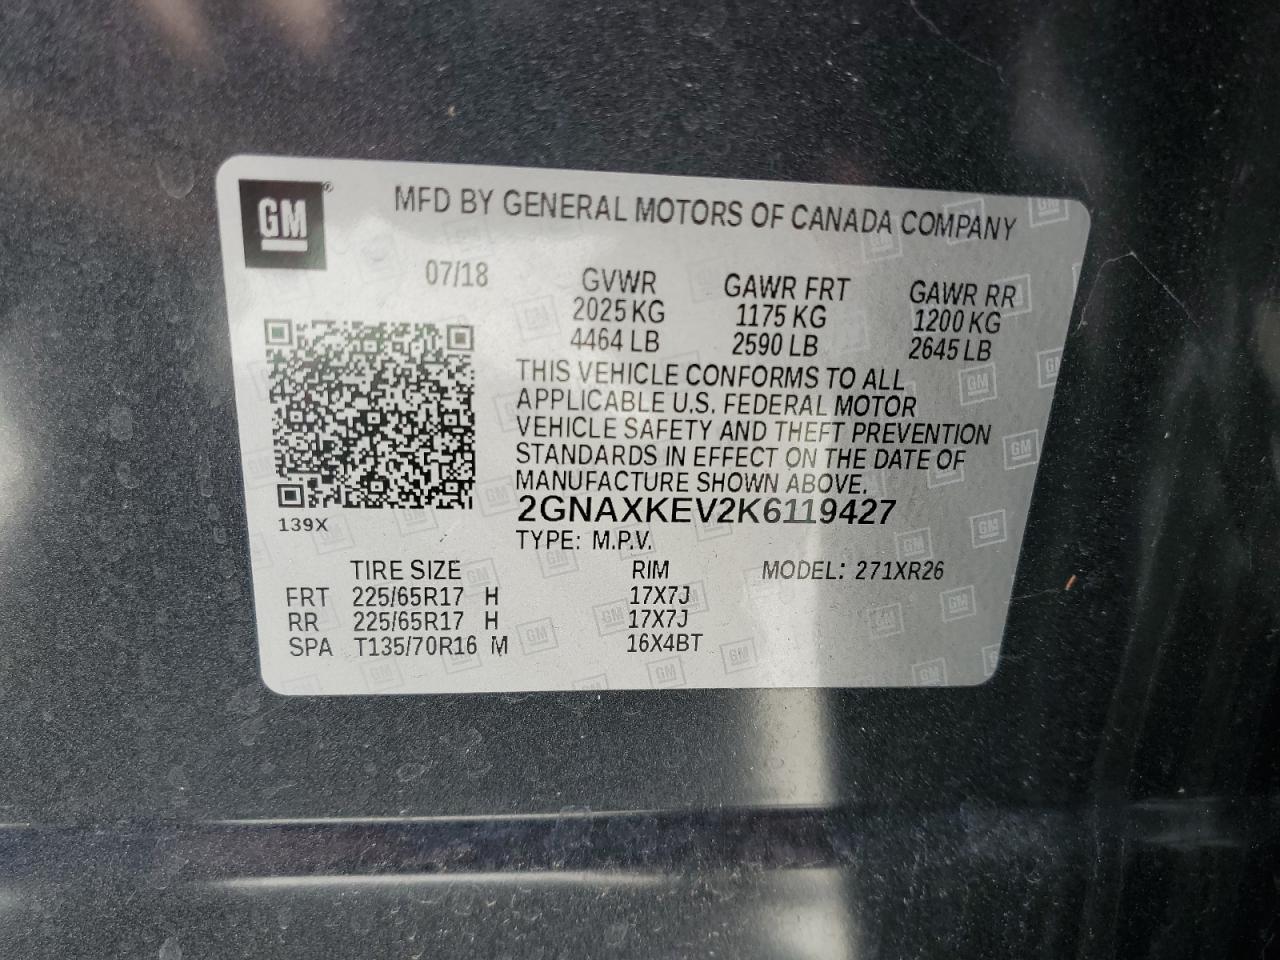 GM®
MFD BY GENERAL MOTORS OF CANADA COMPANY
07/18
GVWR GAWR FRT GAWR RR
2025 KG 1175 KG 1200 KG
4464 LB 2590 LB 2645 LB
THIS VEHICLE CONFORMS TO ALL
APPLICABLE U.S. FEDERAL MOTOR
VEHICLE SAFETY AND THEFT PREVENTION
STANDARDS IN EFFECT ON THE DATE OF
MANUFACTURE SHOWN ABOVE.
139X
2GNAXKEV2K6119427
TYPE: M.P.V.
TIRE SIZE RIM MODEL: 271XR26
FRT 225/65R17 H 17X7J
RR 225/65R17 H 17X7J
SPA T135/70R16 M 16X4BT